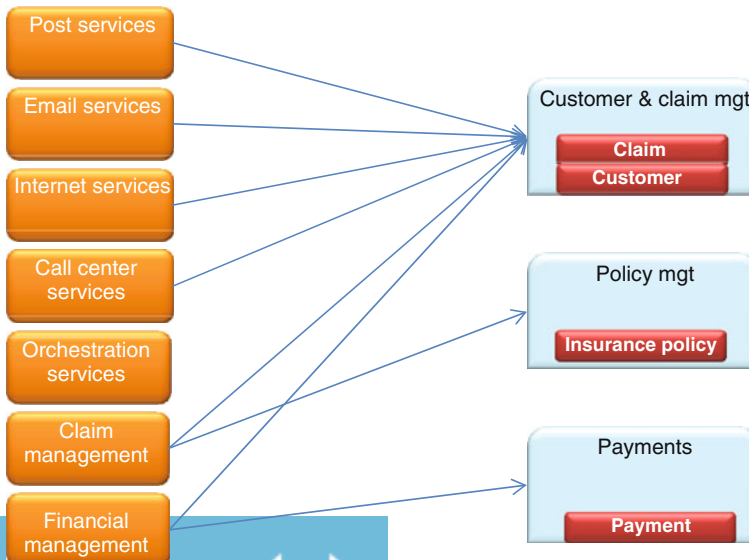 Post services
Email services
Internet services
Call center
services
Orchestration
services
Claim
management
Financial
management
Customer & claim mgt
Claim
Customer
Policy mgt
Insurance policy
Payments
Payment